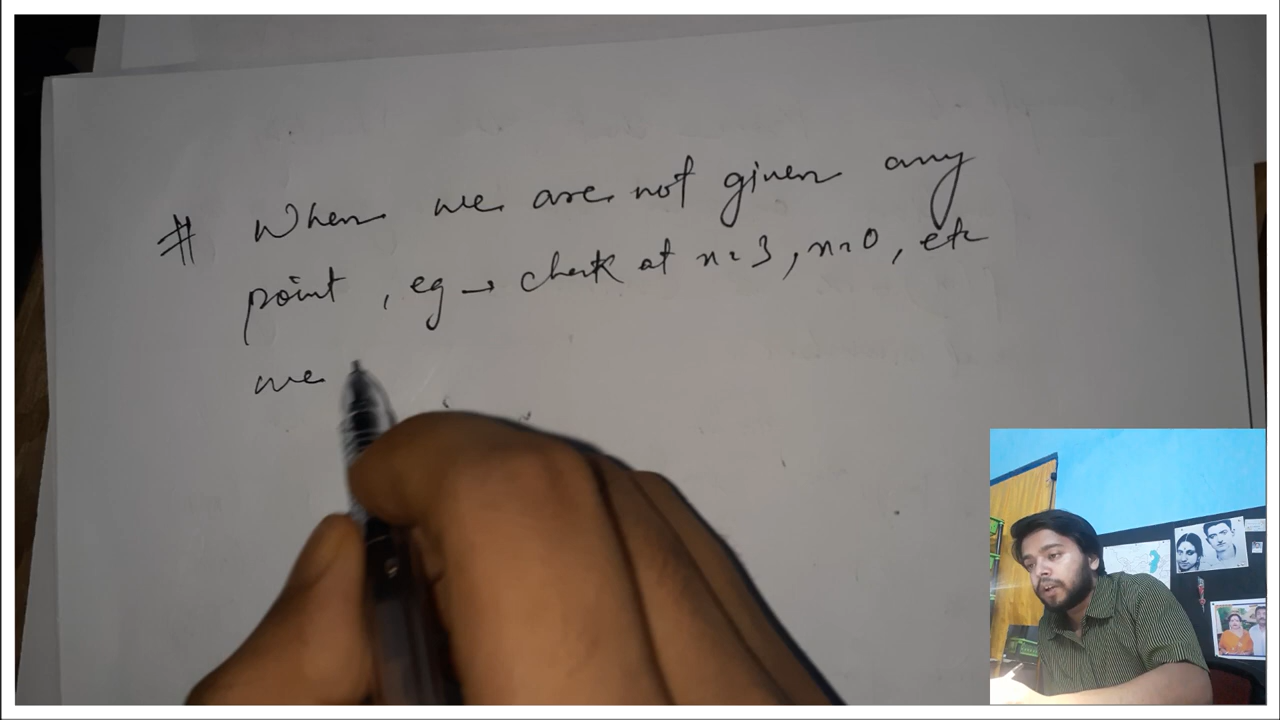 # When we are not given any
point, eg → check at x = 3, x = 0, etc
we